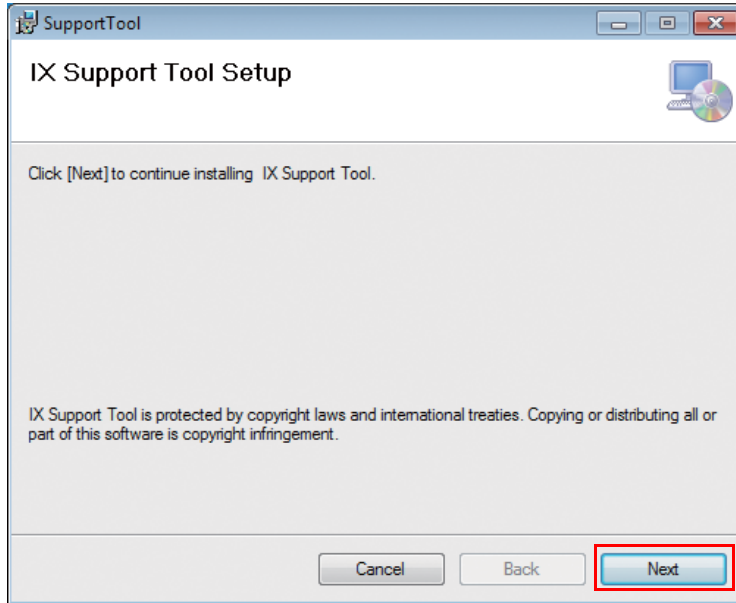 SupportTool
IX Support Tool Setup
Click [Next] to continue installing  IX Support Tool.
IX Support Tool is protected by copyright laws and international treaties. Copying or distributing all or
part of this software is copyright infringement.
Cancel
Back
Next